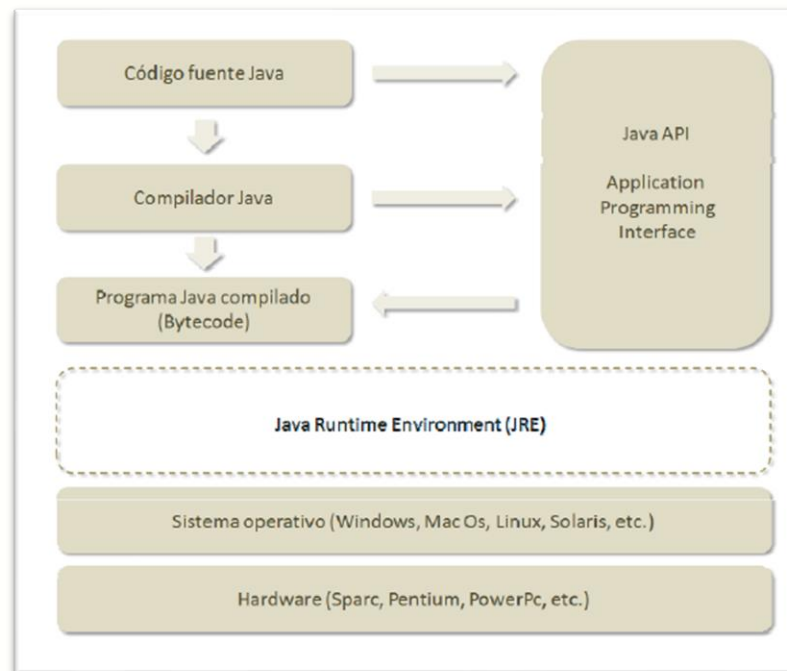 Código fuente Java
Compilador Java
Programa Java compilado
(Bytecode)
Java API
Application
Programming
Interface
Java Runtime Environment (JRE)
Sistema operativo (Windows, Mac Os, Linux, Solaris, etc.)
Hardware (Sparc, Pentium, PowerPc, etc.)